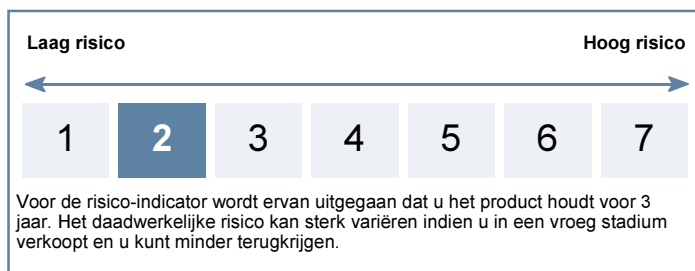 Laag risico Hoog risico
1 2 3 4 5 6 7
Voor de risico-indicator wordt ervan uitgegaan dat u het product houdt voor 3
jaar. Het daadwerkelijke risico kan sterk variëren indien u in een vroeg stadium
verkoopt en u kunt minder terugkrijgen.